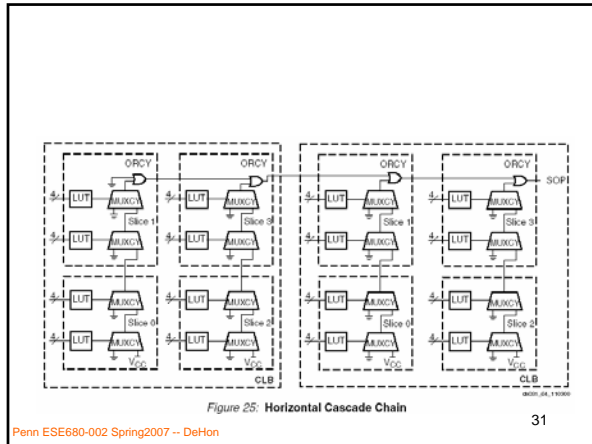 ORCY ORCY ORCY ORCY
SOP
4 LUT MUXCY 4 LUT MUXCY 4 LUT MUXCY 4 LUT MUXCY
Slice 1 Slice 3 Slice 1 Slice 3
4 LUT MUXCY 4 LUT MUXCY 4 LUT MUXCY 4 LUT MUXCY
4 LUT MUXCY 4 LUT MUXCY 4 LUT MUXCY 4 LUT MUXCY
Slice 0 Slice 2 Slice 0 Slice 2
4 LUT MUXCY 4 LUT MUXCY 4 LUT MUXCY 4 LUT MUXCY
VCC VCC VCC VCC
CLB CLB
Figure 25: Horizontal Cascade Chain
31
Penn ESE680-002 Spring2007 -- DeHon